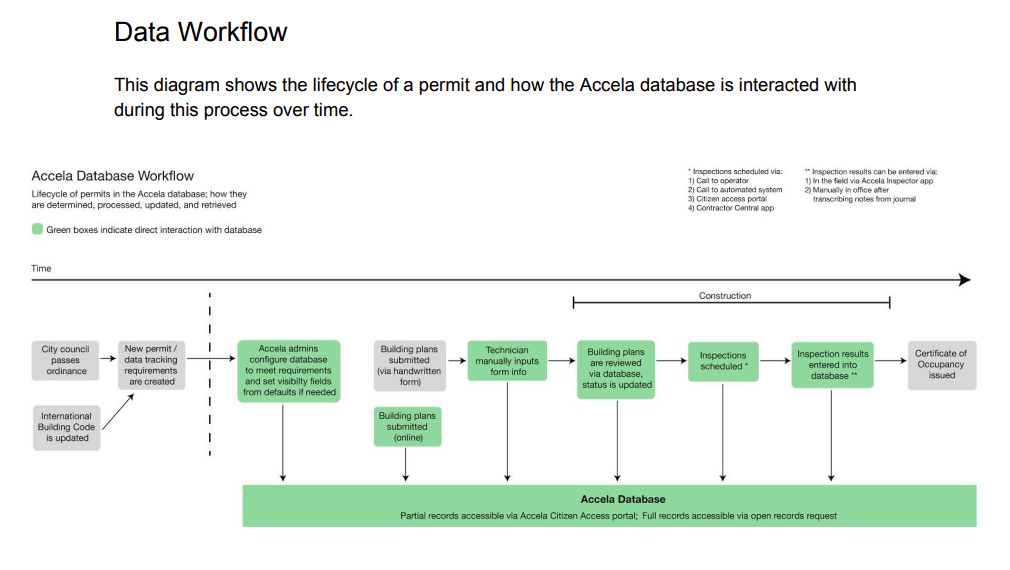 Data Workflow
This diagram shows the lifecycle of a permit and how the Accela database is interacted with
during this process over time.
Accela Database Workflow
Lifecycle of permits in the Accela database; how they
are determined, processed, updated, and retrieved
Green boxes indicate direct interaction with database
* Inspections scheduled via:
1) Call to operator
2) Call to automated system
3) Citizen access portal
4) Contractor Central app
** Inspection results can be entered via:
1) In the field via Accela Inspector app
2) Manually in office after
transcribing notes from journal
Time
Construction
City council
passes
ordinance
New permit /
data tracking
requirements
are created
International
Building Code
is updated
Accela admins
configure database
to meet requirements
and set visibilty fields
from defaults if needed
Building plans
submitted
(via handwritten
form)
Building plans
submitted
(online)
Technician
manually inputs
form info
Building plans
are reviewed
via database,
status is updated
Inspections
scheduled *
Inspection results
entered into
database **
Certificate of
Occupancy
issued
Accela Database
Partial records accessible via Accela Citizen Access portal; Full records accessible via open records request